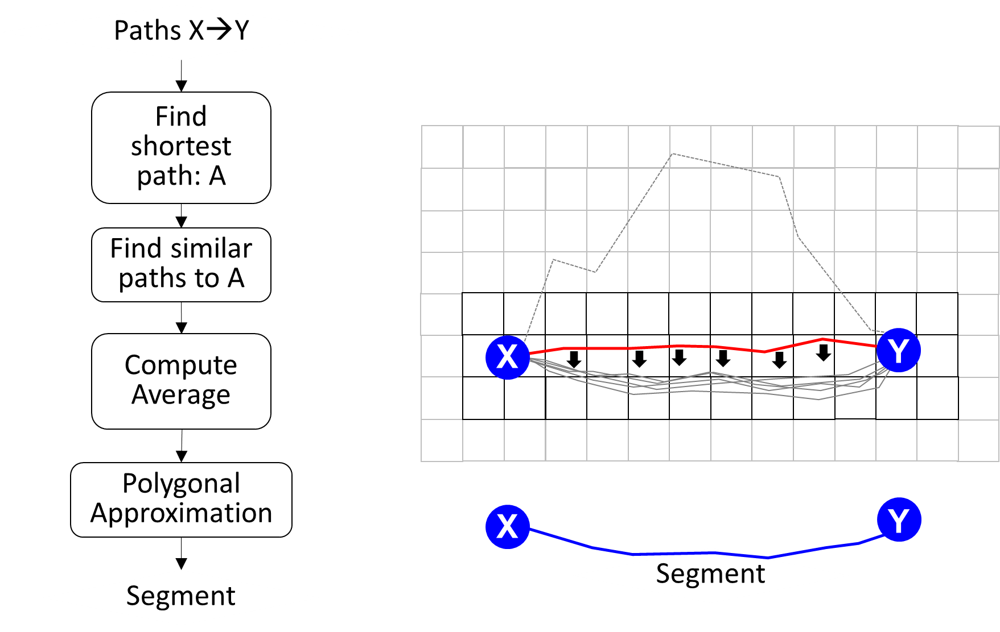 Paths X→Y
Find
shortest
path: A
Find similar
paths to A
Compute
Average
Polygonal
Approximation
Segment
X
Y
X
Y
Segment